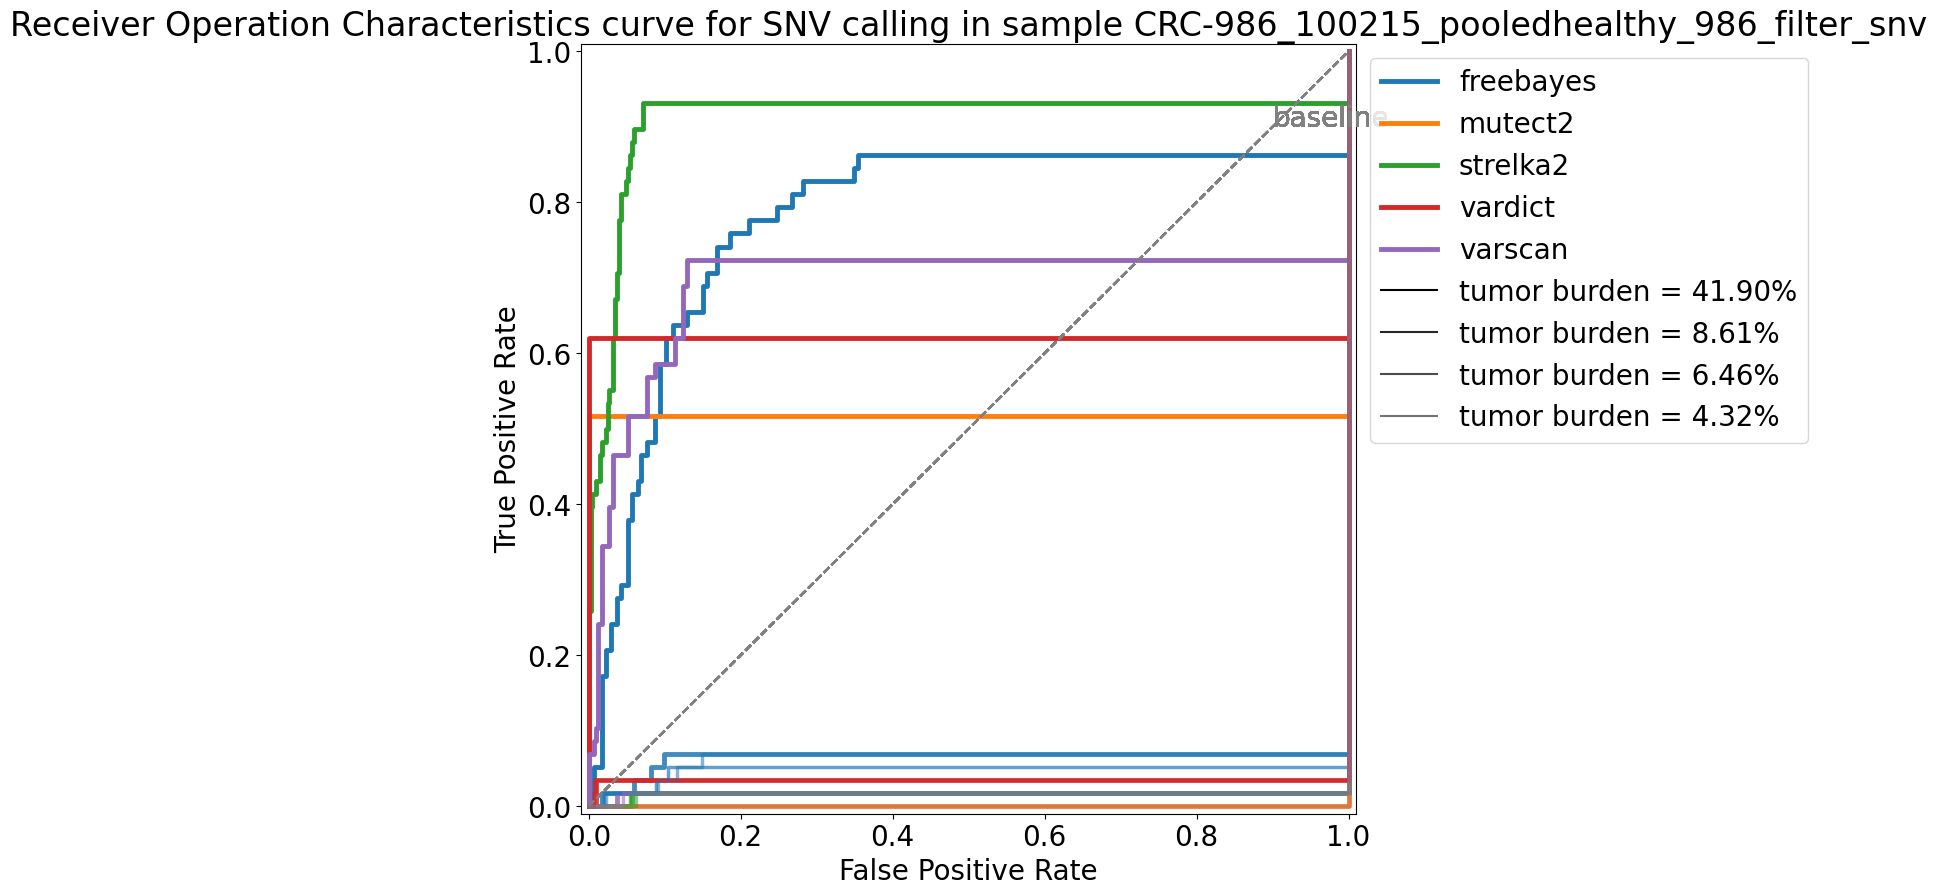 Receiver Operation Characteristics curve for SNV calling in sample CRC-986_100215_pooledhealthy_986_filter_snv
1.0
0.8
0.6
0.4
0.2
0.0
True Positive Rate
0.0 0.2 0.4 0.6 0.8 1.0
False Positive Rate
baseline
freebayes
mutect2
strelka2
vardict
varscan
tumor burden = 41.90%
tumor burden = 8.61%
tumor burden = 6.46%
tumor burden = 4.32%